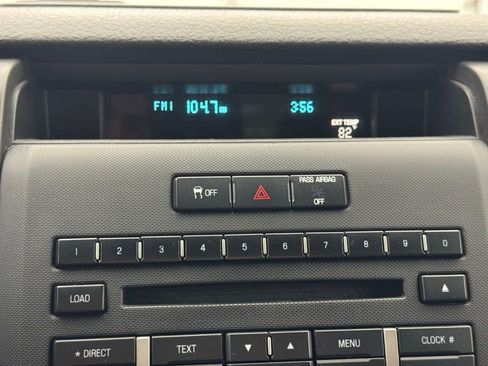 FM1 104.7 3:56
EXT TEMP
82
OFF PASS AIRBAG
OFF
1 2 3 4 5 6 7 8 9 0
LOAD
* DIRECT TEXT MENU CLOCK #